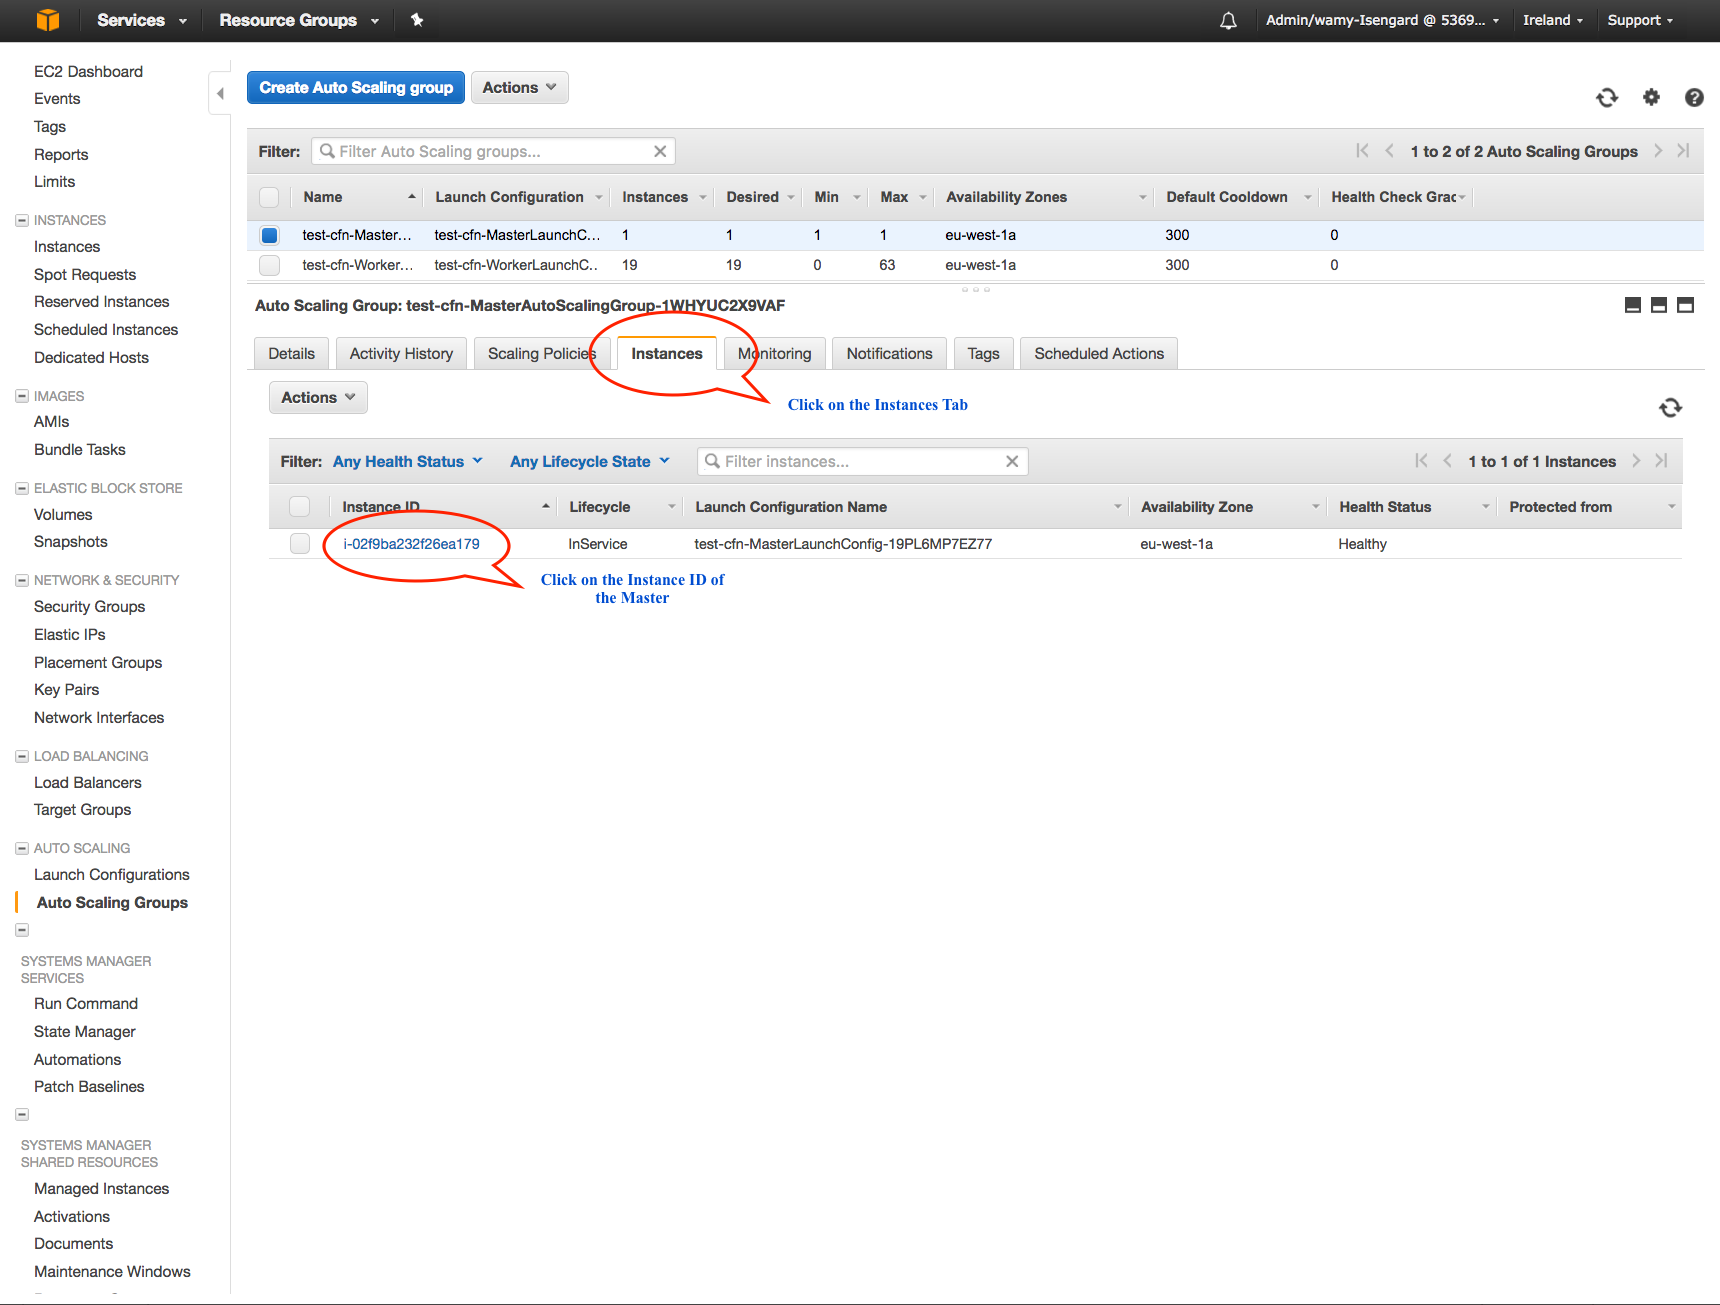 Services Resource Groups Admin/wamy-Isengard @ 5369... Ireland Support
EC2 Dashboard
Events
Tags
Reports
Limits
INSTANCES
Instances
Spot Requests
Reserved Instances
Scheduled Instances
Dedicated Hosts
IMAGES
AMIs
Bundle Tasks
ELASTIC BLOCK STORE
Volumes
Snapshots
NETWORK & SECURITY
Security Groups
Elastic IPs
Placement Groups
Key Pairs
Network Interfaces
LOAD BALANCING
Load Balancers
Target Groups
AUTO SCALING
Launch Configurations
Auto Scaling Groups
SYSTEMS MANAGER
SERVICES
Run Command
State Manager
Automations
Patch Baselines
SYSTEMS MANAGER
SHARED RESOURCES
Managed Instances
Activations
Documents
Maintenance Windows
Create Auto Scaling group Actions
Filter: Filter Auto Scaling groups... 1 to 2 of 2 Auto Scaling Groups
Name Launch Configuration Instances Desired Min Max Availability Zones Default Cooldown Health Check Grac
test-cfn-Master... test-cfn-MasterLaunchC... 1 1 1 1 eu-west-1a 300 0
test-cfn-Worker... test-cfn-WorkerLaunchC.. 19 19 0 63 eu-west-1a 300 0
Auto Scaling Group: test-cfn-MasterAutoScalingGroup-1WHYUC2X9VAF
Details Activity History Scaling Policies Instances Monitoring Notifications Tags Scheduled Actions
Actions
Click on the Instances Tab
Filter: Any Health Status Any Lifecycle State Filter instances... 1 to 1 of 1 Instances
Instance ID Lifecycle Launch Configuration Name Availability Zone Health Status Protected from
i-02f9ba232f26ea179 InService test-cfn-MasterLaunchConfig-19PL6MP7EZ77 eu-west-1a Healthy
Click on the Instance ID of
the Master